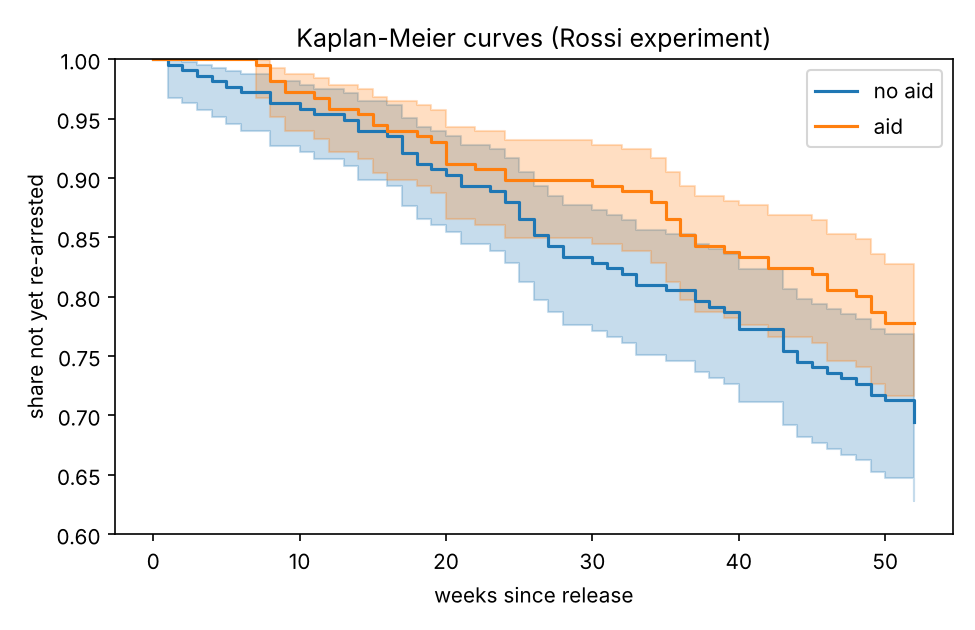 Kaplan-Meier curves (Rossi experiment)
1.00
0.95
0.90
0.85
0.80
0.75
0.70
0.65
0.60
share not yet re-arrested
no aid
aid
0 10 20 30 40 50
weeks since release